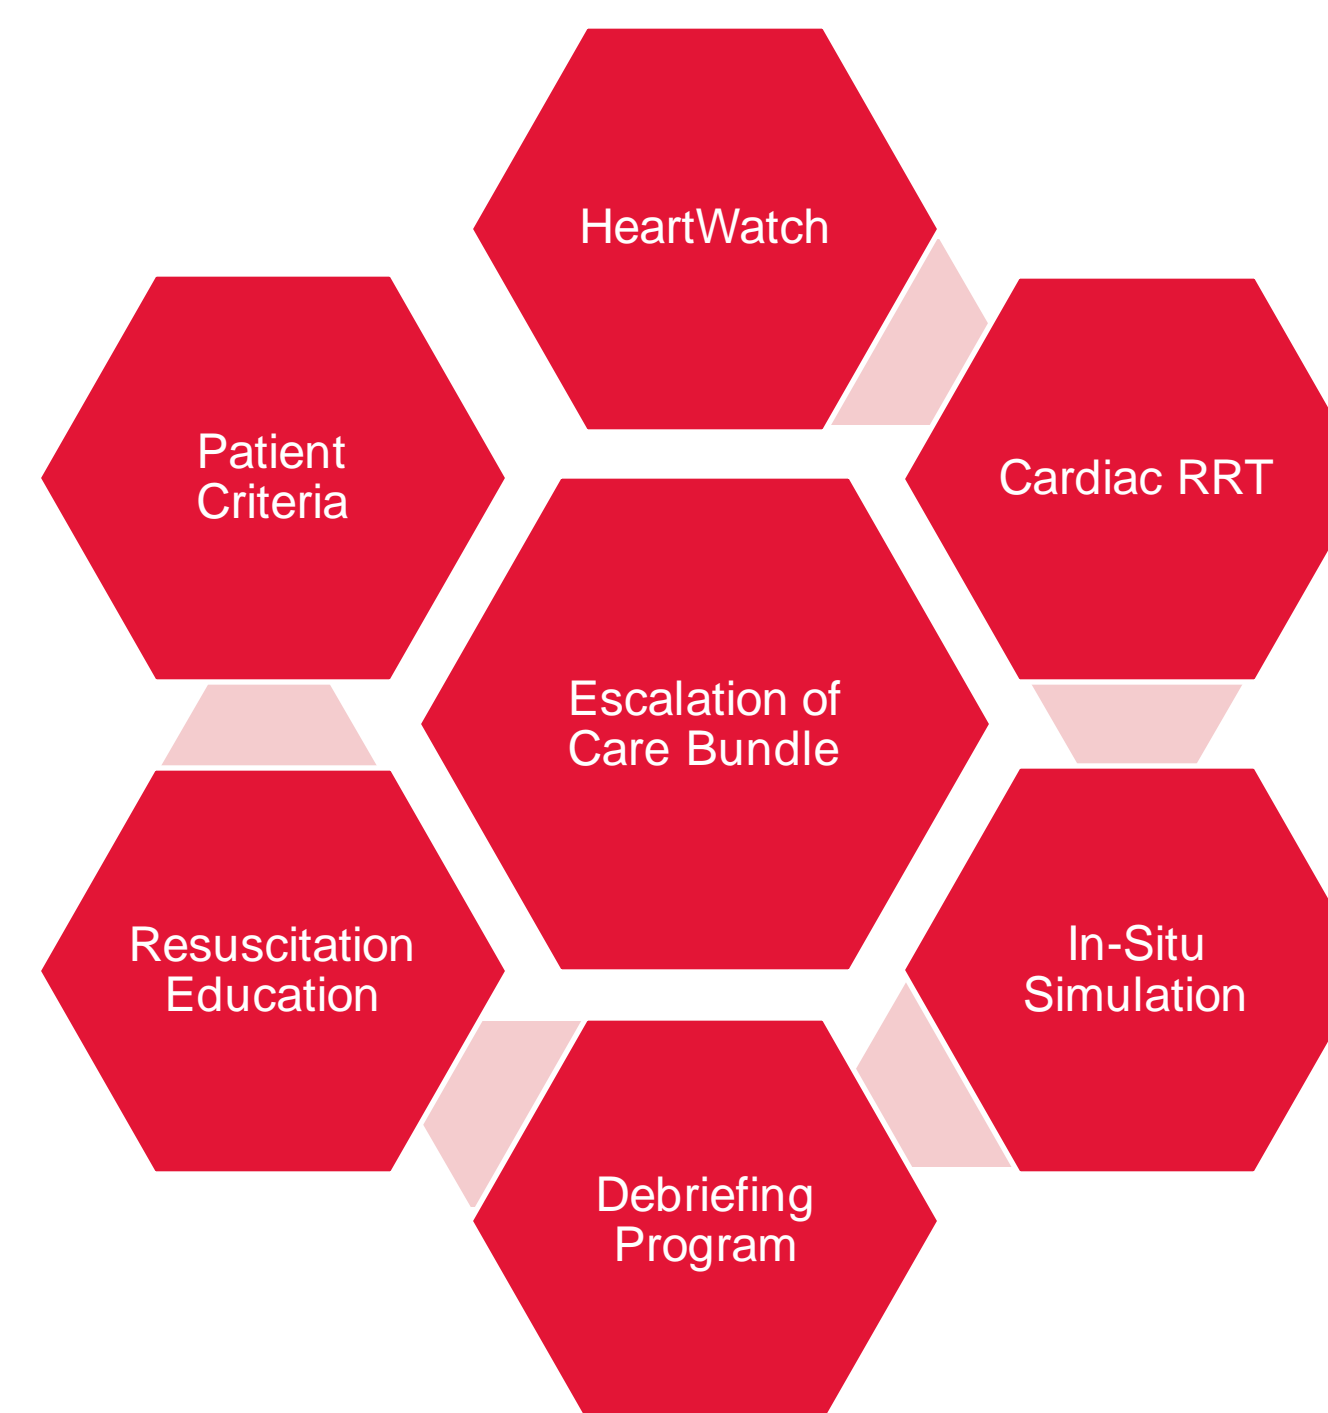 HeartWatch
Cardiac RRT
In-Situ
Simulation
Debriefing
Program
Resuscitation
Education
Patient
Criteria
Escalation of
Care Bundle